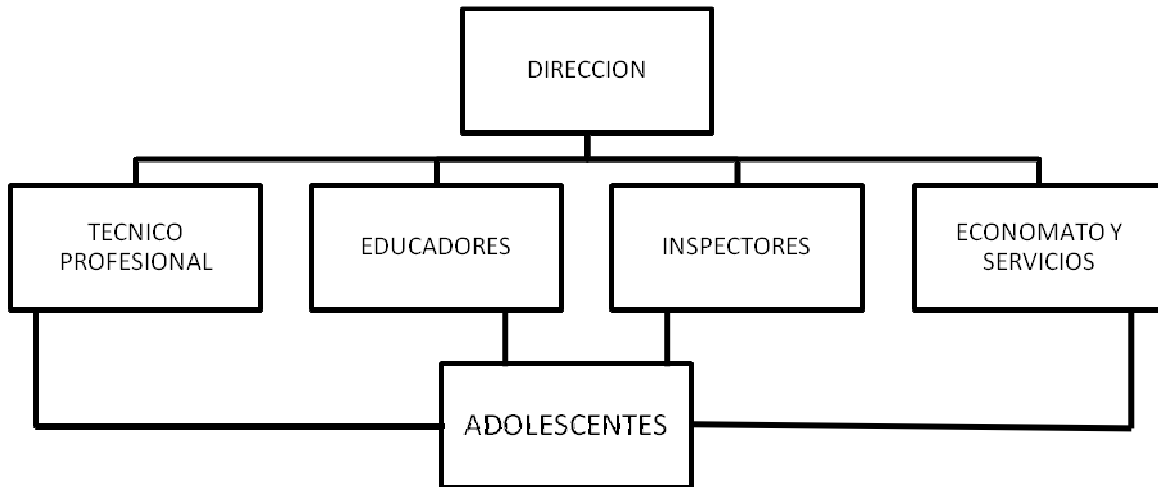 DIRECCION
TECNICO
PROFESIONAL
EDUCADORES
INSPECTORES
ECONOMATO Y
SERVICIOS
ADOLESCENTES